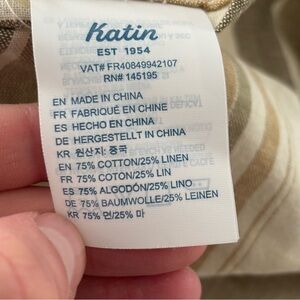 Katin
EST 1954
VAT# FR40849942107
RN# 145195
EN MADE IN CHINA
FR FABRIQUÉ EN CHINE
ES HECHO EN CHINA
DE HERGESTELLT IN CHINA
KR 원산지: 중국
EN 75% COTTON/25% LINEN
FR 75% COTON/25% LIN
ES 75% ALGODÓN/25% LINO
DE 75% BAUMWOLLE/25% LEINEN
KR 75% 면/25% 마